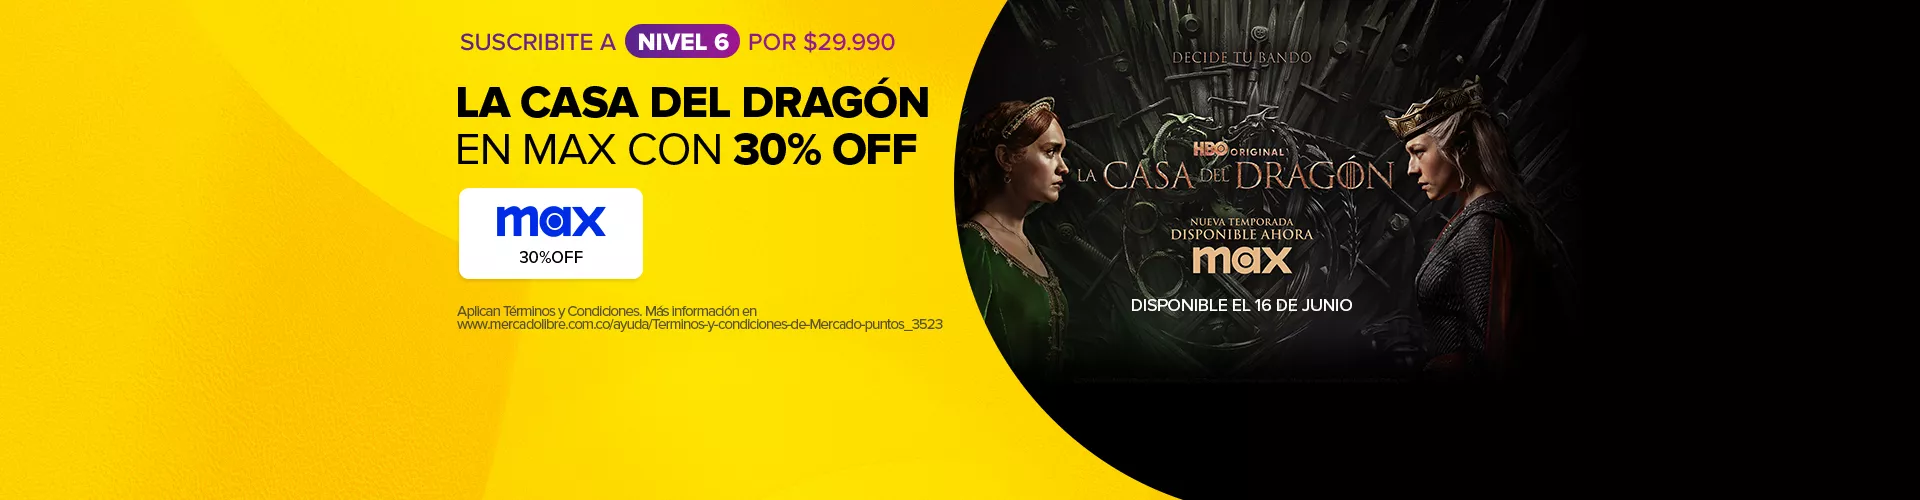 SUSCRIBITE A NIVEL 6 POR $29.990
LA CASA DEL DRAGÓN
EN MAX CON 30% OFF
max
30%OFF
Aplican Términos y Condiciones. Más información en
www.mercadolibre.com.co/ayuda/Terminos-y-condiciones-de-Mercado-puntos_3523
DECIDE TU BANDO
HBO ORIGINAL
LA CASA DEL DRAGÓN
NUEVA TEMPORADA
DISPONIBLE AHORA
max
DISPONIBLE EL 16 DE JUNIO